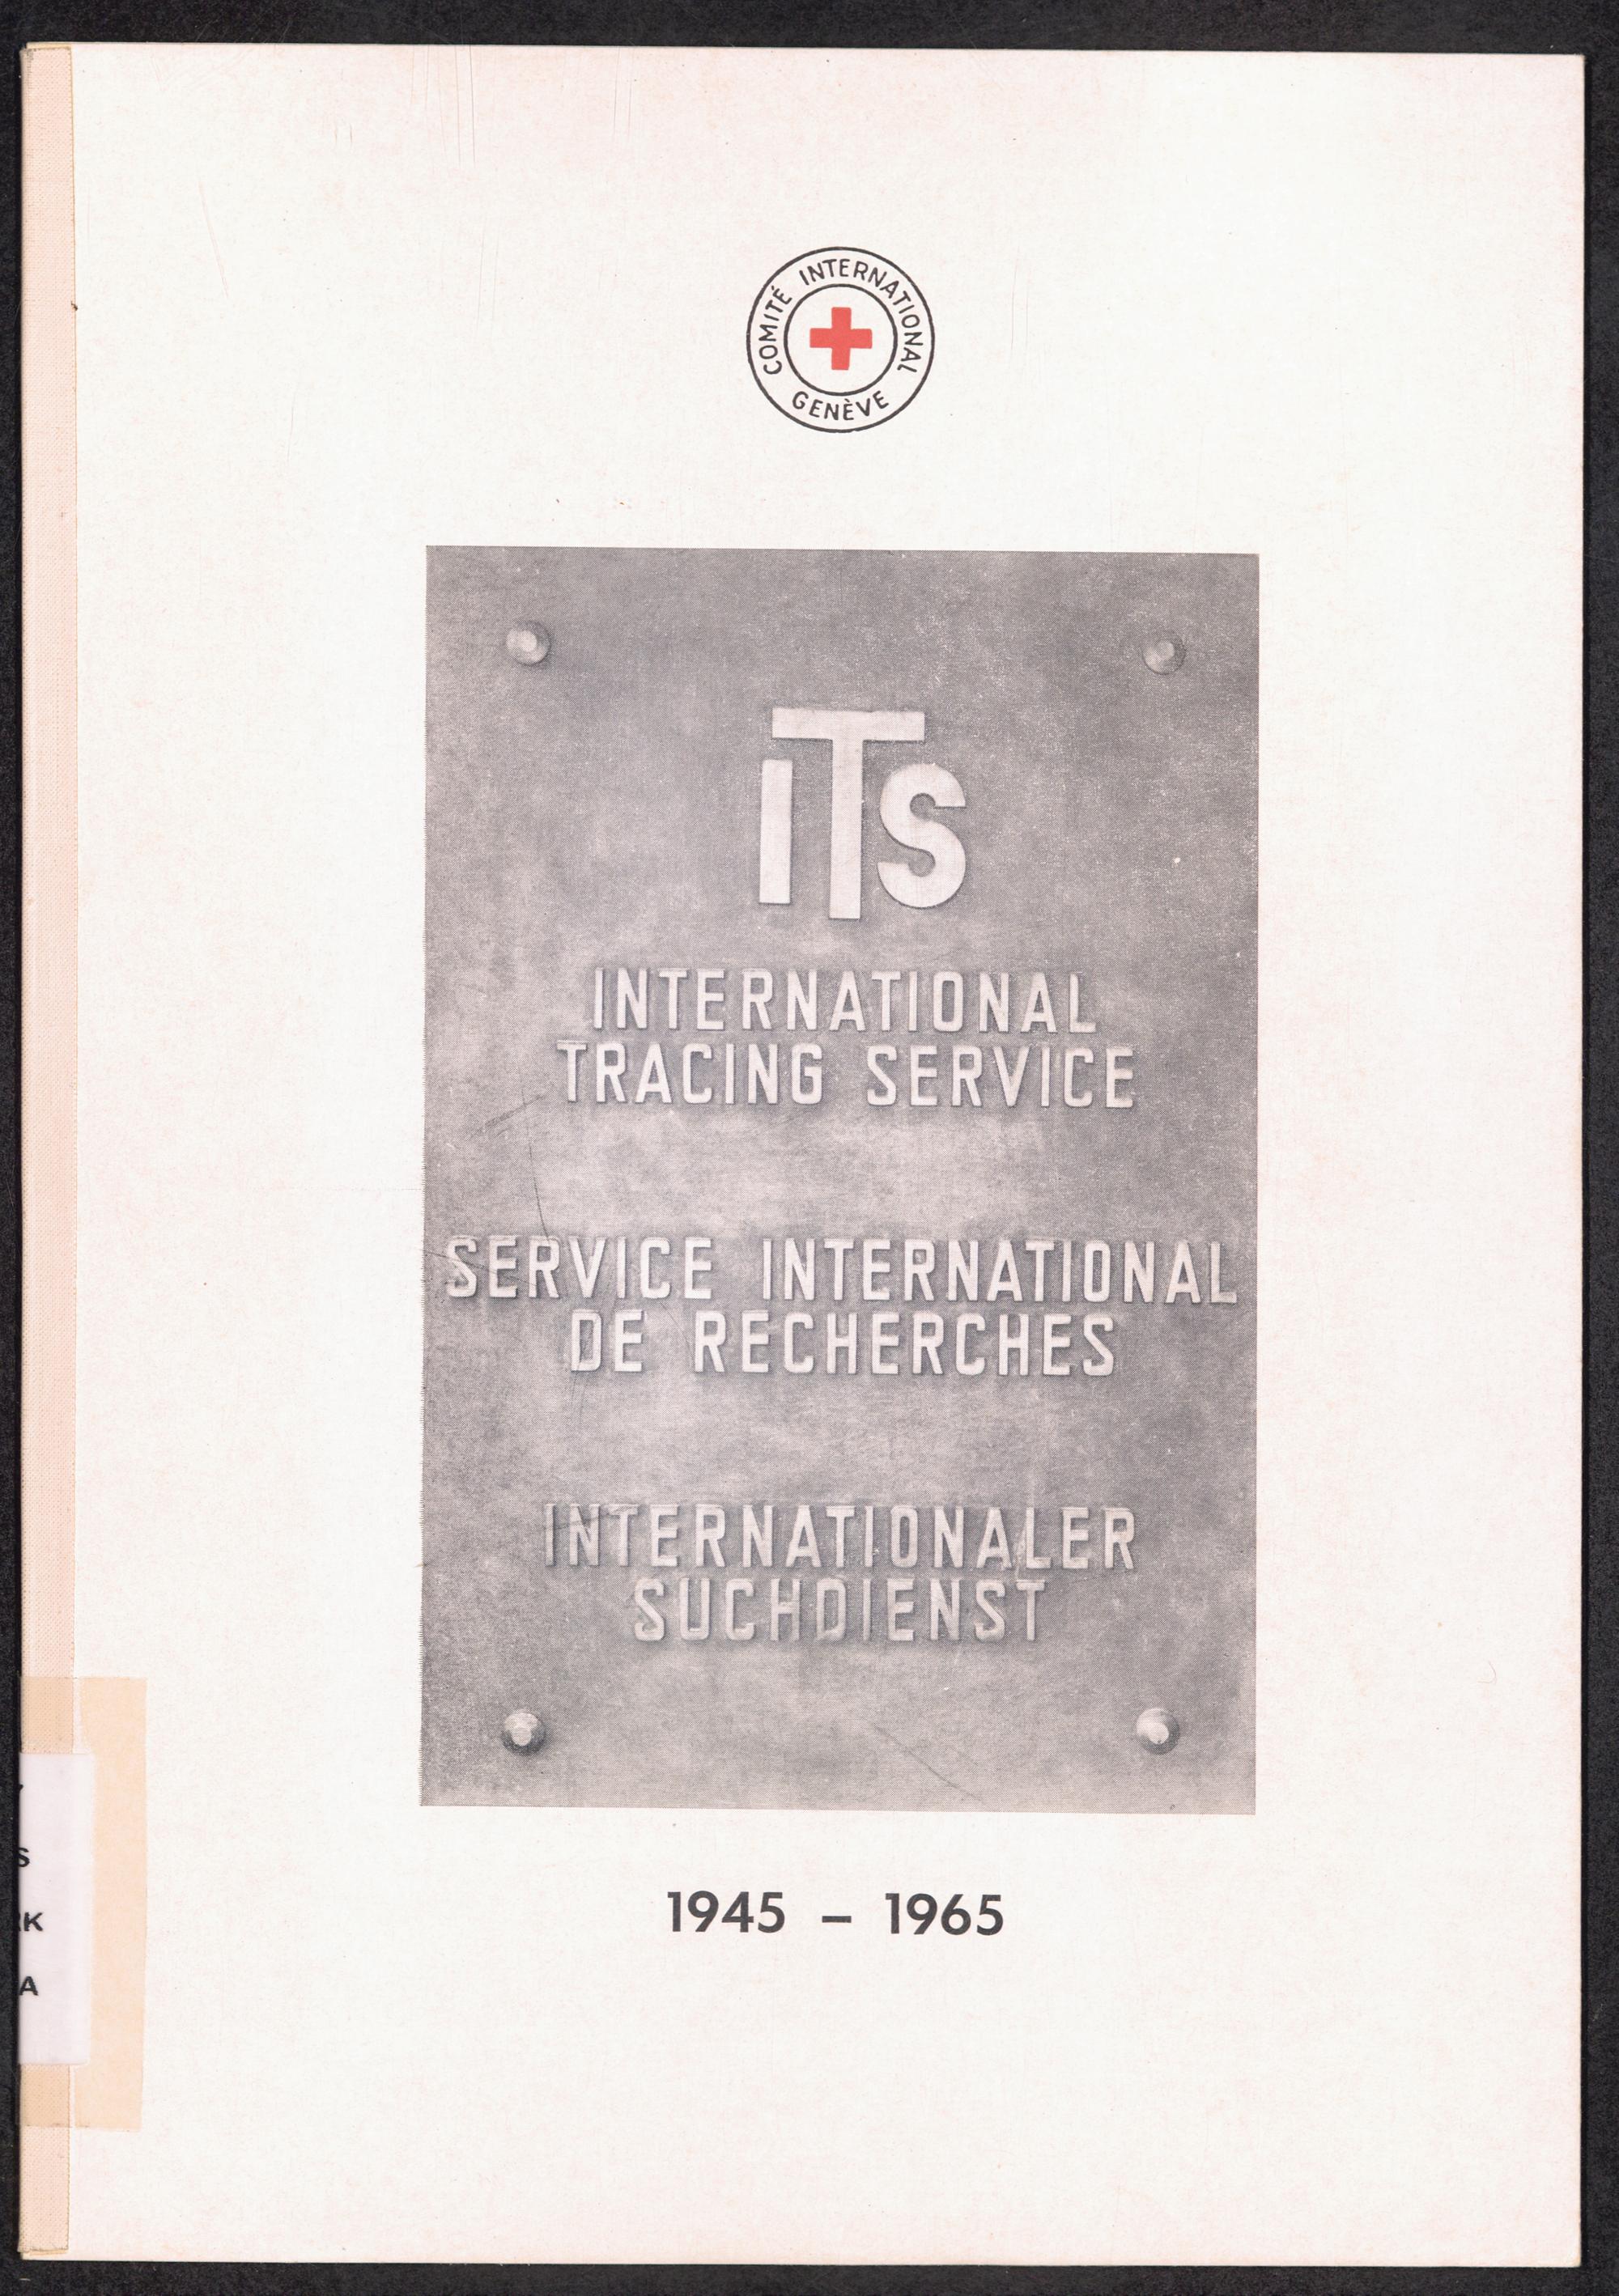 COMITÉ INTERNATIONAL
GENÈVE
iTS
INTERNATIONAL
TRACING SERVICE
SERVICE INTERNATIONAL
DE RECHERCHES
INTERNATIONALER
SUCHDIENST
1945 – 1965
S
K
A